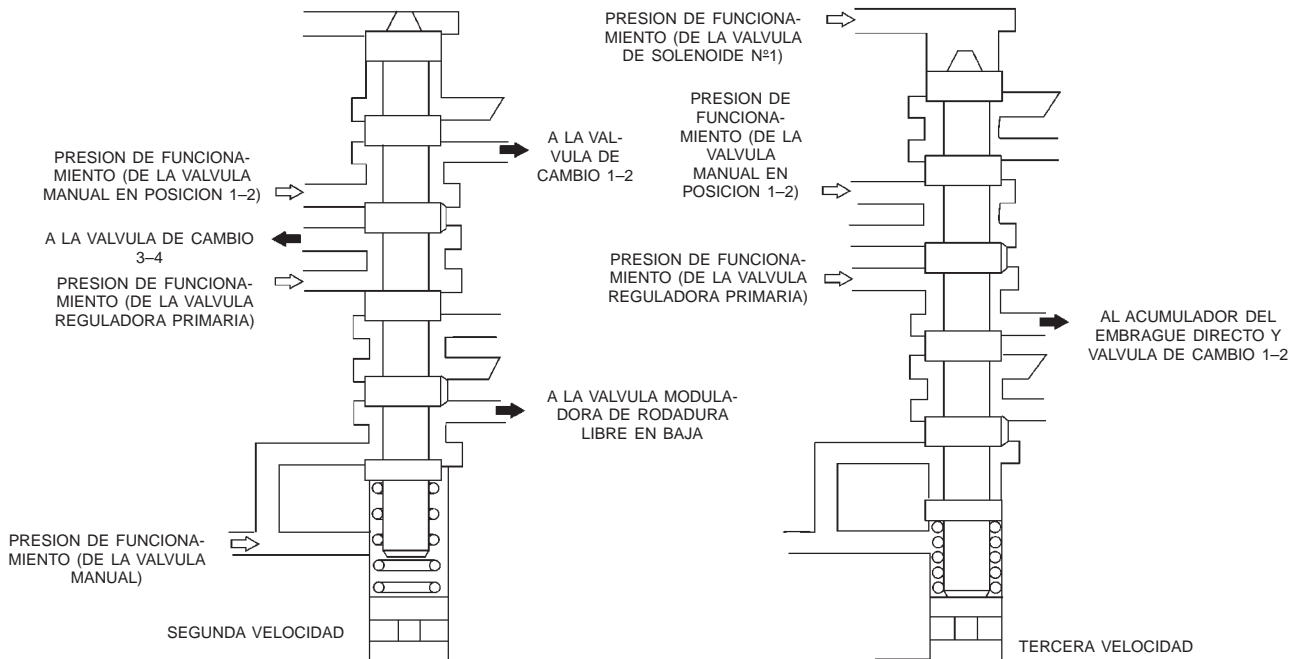 PRESION DE FUNCIONA-
MIENTO (DE LA VALVULA
MANUAL EN POSICION 1–2)
A LA VALVULA DE CAMBIO
3–4
PRESION DE FUNCIONA-
MIENTO (DE LA VALVULA
REGULADORA PRIMARIA)
PRESION DE FUNCIONA-
MIENTO (DE LA VALVULA
MANUAL)
A LA VAL-
VULA DE
CAMBIO 1–2
A LA VALVULA MODULA-
DORA DE RODADURA
LIBRE EN BAJA
SEGUNDA VELOCIDAD
PRESION DE FUNCIONA-
MIENTO (DE LA VALVULA
DE SOLENOIDE Nº1)
PRESION DE
FUNCIONA-
MIENTO (DE LA
VALVULA
MANUAL EN
POSICION 1–2)
PRESION DE FUNCIONA-
MIENTO (DE LA VALVULA
REGULADORA PRIMARIA)
AL ACUMULADOR DEL
EMBRAGUE DIRECTO Y
VALVULA DE CAMBIO 1–2
TERCERA VELOCIDAD